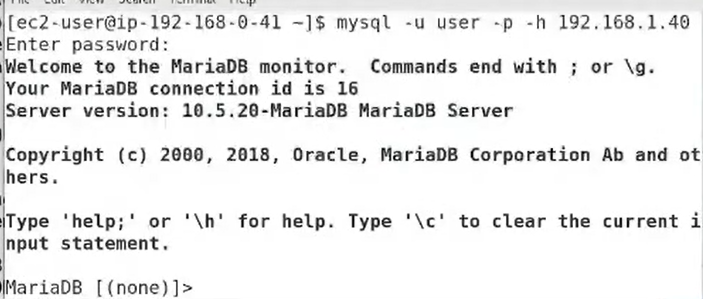 [ec2-user@ip-192-168-0-41 ~]$ mysql -u user -p -h 192.168.1.40
Enter password:
Welcome to the MariaDB monitor.  Commands end with ; or \g.
Your MariaDB connection id is 16
Server version: 10.5.20-MariaDB MariaDB Server

Copyright (c) 2000, 2018, Oracle, MariaDB Corporation Ab and ot
hers.

Type 'help;' or '\h' for help. Type '\c' to clear the current i
nput statement.

MariaDB [(none)]>